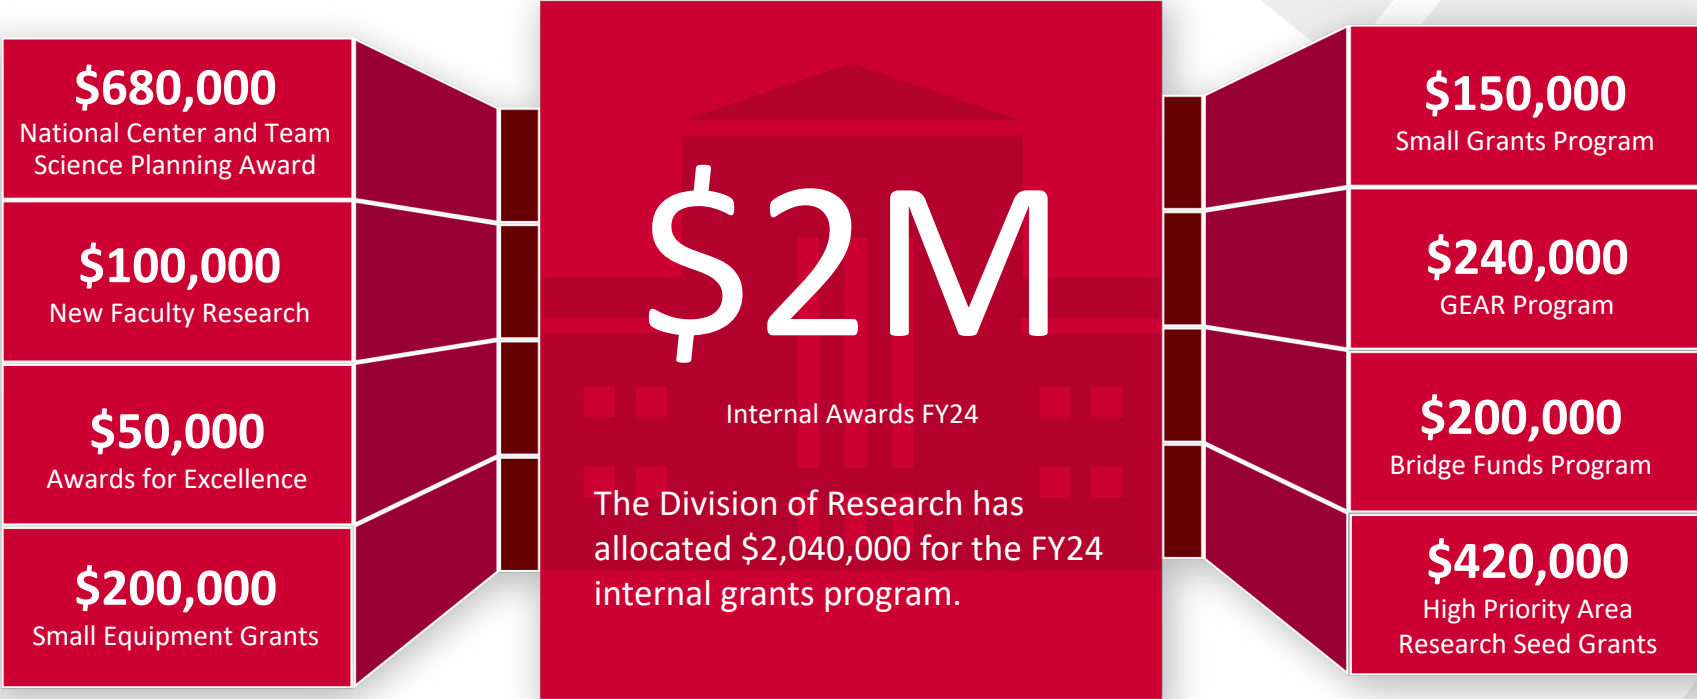 $680,000
National Center and Team
Science Planning Award
$100,000
New Faculty Research
$50,000
Awards for Excellence
$200,000
Small Equipment Grants
$2M
Internal Awards FY24
The Division of Research has
allocated $2,040,000 for the FY24
internal grants program.
$150,000
Small Grants Program
$240,000
GEAR Program
$200,000
Bridge Funds Program
$420,000
High Priority Area
Research Seed Grants